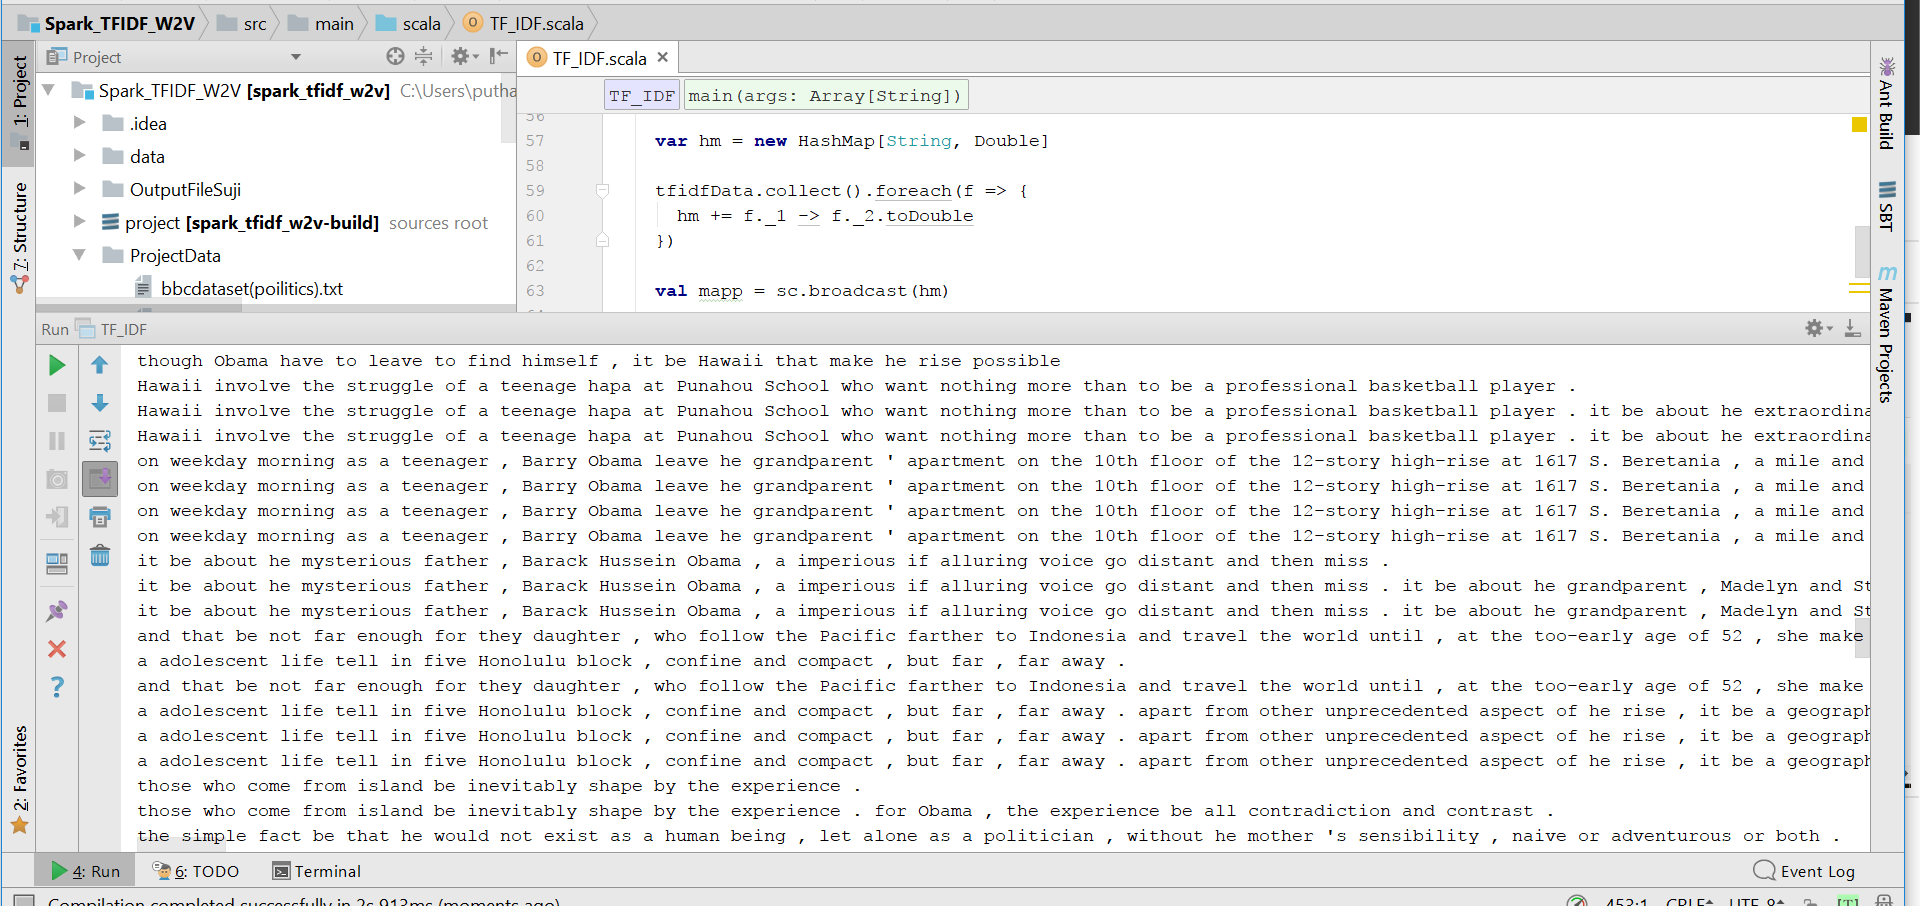 Spark_TFIDF_W2V src main scala TF_IDF.scala
Project
TF_IDF.scala
Spark_TFIDF_W2V [spark_tfidf_w2v] C:\Users\putha
.idea
data
OutputFileSuji
project [spark_tfidf_w2v-build] sources root
ProjectData
bbcdataset(poilitics).txt
TF_IDF main(args: Array[String])
56
57 var hm = new HashMap[String, Double]
58
59 tfidfData.collect().foreach(f => {
60 hm += f._1 -> f._2.toDouble
61 })
62
63 val mapp = sc.broadcast(hm)
1: Project
7: Structure
2: Favorites
Ant Build
SBT
Maven Projects
Run TF_IDF
though Obama have to leave to find himself , it be Hawaii that make he rise possible
Hawaii involve the struggle of a teenage hapa at Punahou School who want nothing more than to be a professional basketball player .
Hawaii involve the struggle of a teenage hapa at Punahou School who want nothing more than to be a professional basketball player . it be about he extraordina
Hawaii involve the struggle of a teenage hapa at Punahou School who want nothing more than to be a professional basketball player . it be about he extraordina
on weekday morning as a teenager , Barry Obama leave he grandparent ' apartment on the 10th floor of the 12-story high-rise at 1617 S. Beretania , a mile and
on weekday morning as a teenager , Barry Obama leave he grandparent ' apartment on the 10th floor of the 12-story high-rise at 1617 S. Beretania , a mile and
on weekday morning as a teenager , Barry Obama leave he grandparent ' apartment on the 10th floor of the 12-story high-rise at 1617 S. Beretania , a mile and
on weekday morning as a teenager , Barry Obama leave he grandparent ' apartment on the 10th floor of the 12-story high-rise at 1617 S. Beretania , a mile and
it be about he mysterious father , Barack Hussein Obama , a imperious if alluring voice go distant and then miss .
it be about he mysterious father , Barack Hussein Obama , a imperious if alluring voice go distant and then miss . it be about he grandparent , Madelyn and St
it be about he mysterious father , Barack Hussein Obama , a imperious if alluring voice go distant and then miss . it be about he grandparent , Madelyn and St
and that be not far enough for they daughter , who follow the Pacific farther to Indonesia and travel the world until , at the too-early age of 52 , she make
a adolescent life tell in five Honolulu block , confine and compact , but far , far away .
and that be not far enough for they daughter , who follow the Pacific farther to Indonesia and travel the world until , at the too-early age of 52 , she make
a adolescent life tell in five Honolulu block , confine and compact , but far , far away . apart from other unprecedented aspect of he rise , it be a geograph
a adolescent life tell in five Honolulu block , confine and compact , but far , far away . apart from other unprecedented aspect of he rise , it be a geograph
a adolescent life tell in five Honolulu block , confine and compact , but far , far away . apart from other unprecedented aspect of he rise , it be a geograph
those who come from island be inevitably shape by the experience .
those who come from island be inevitably shape by the experience . for Obama , the experience be all contradiction and contrast .
the simple fact be that he would not exist as a human being , let alone as a politician , without he mother 's sensibility , naive or adventurous or both .
4: Run 6: TODO Terminal Event Log
Compilation completed successfully in 2s 913ms (moments ago) 453:1 CRLF UTF-8 [T]